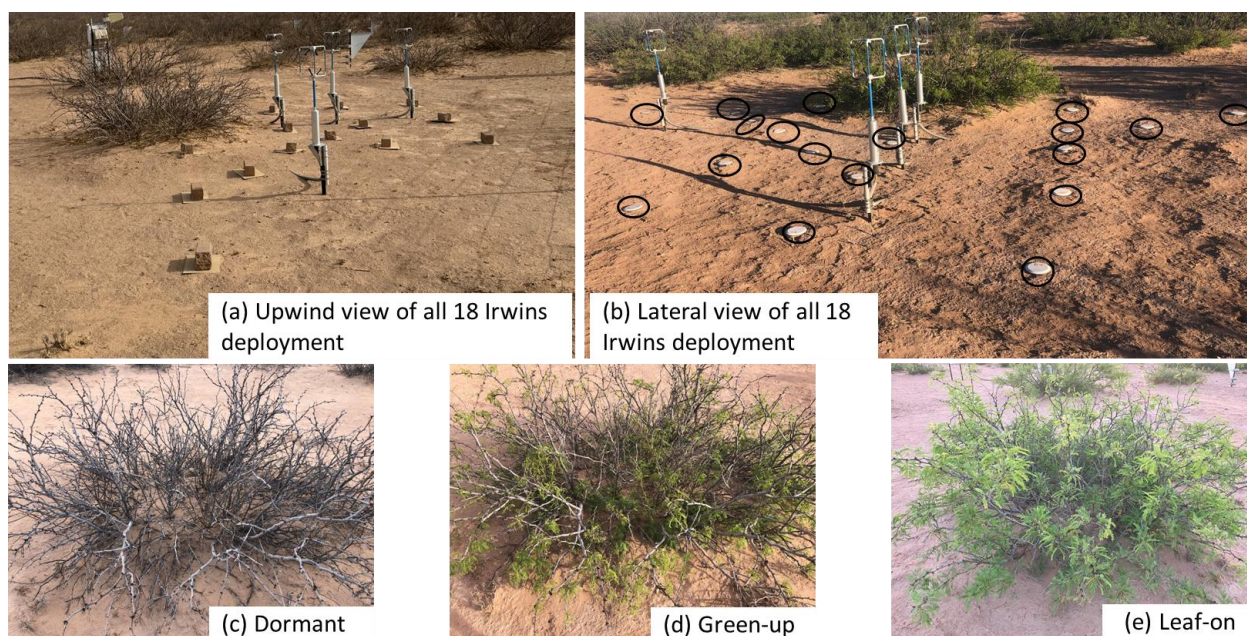 (a) Upwind view of all 18 Irwins
deployment
(b) Lateral view of all 18
Irwins deployment
(c) Dormant
(d) Green-up
(e) Leaf-on